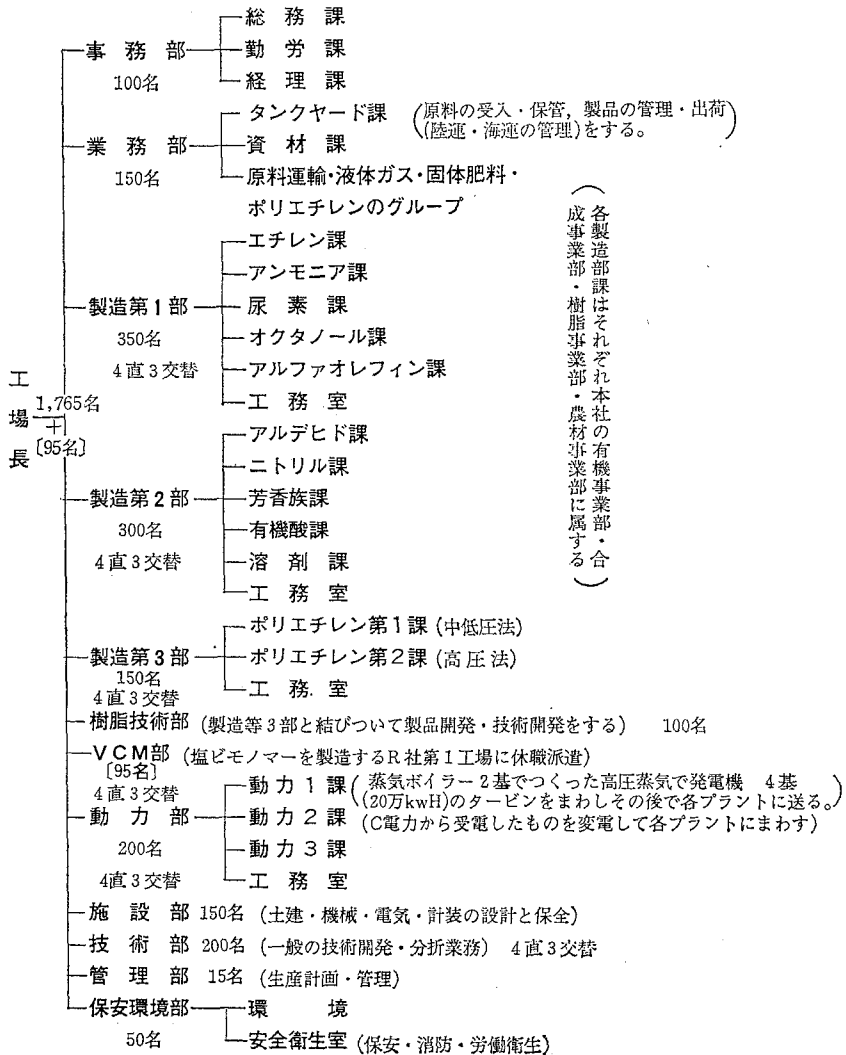 総務課
事務部
勤労課
100名
経理課
タンクヤード課 (原料の受入・保管, 製品の管理・出荷
(陸運・海運の管理)をする。)
業務部
資材課
150名
原料運輸・液体ガス・固体肥料・
ポリエチレンのグループ
(各製造部課はそれぞれ本社の有機事業部・合
成事業部・樹脂事業部・農材事業部に属する)
エチレン課
アンモニア課
製造第1部
尿素課
350名
オクタノール課
4直3交替
アルファオレフィン課
工務室
工場長
1,765名
+
〔95名〕
アルデヒド課
ニトリル課
製造第2部
芳香族課
300名
有機酸課
4直3交替
溶剤課
工務室
ポリエチレン第1課 (中低圧法)
製造第3部
ポリエチレン第2課 (高圧法)
150名
4直3交替
工務室
樹脂技術部 (製造等3部と結びついて製品開発・技術開発をする) 100名
VCM部 (塩ビモノマーを製造するR社第1工場に休職派遣)
〔95名〕
4直3交替
動力1課 (蒸気ボイラー2基でつくった高圧蒸気で発電機 4基
(20万kwH)のタービンをまわしその後で各プラントに送る。)
動力部
動力2課 (C電力から受電したものを変電して各プラントにまわす)
200名
動力3課
4直3交替
工務室
施設部 150名 (土建・機械・電気・計装の設計と保全)
技術部 200名 (一般の技術開発・分折業務) 4直3交替
管理部 15名 (生産計画・管理)
保安環境部
環境
50名
安全衛生室 (保安・消防・労働衛生)